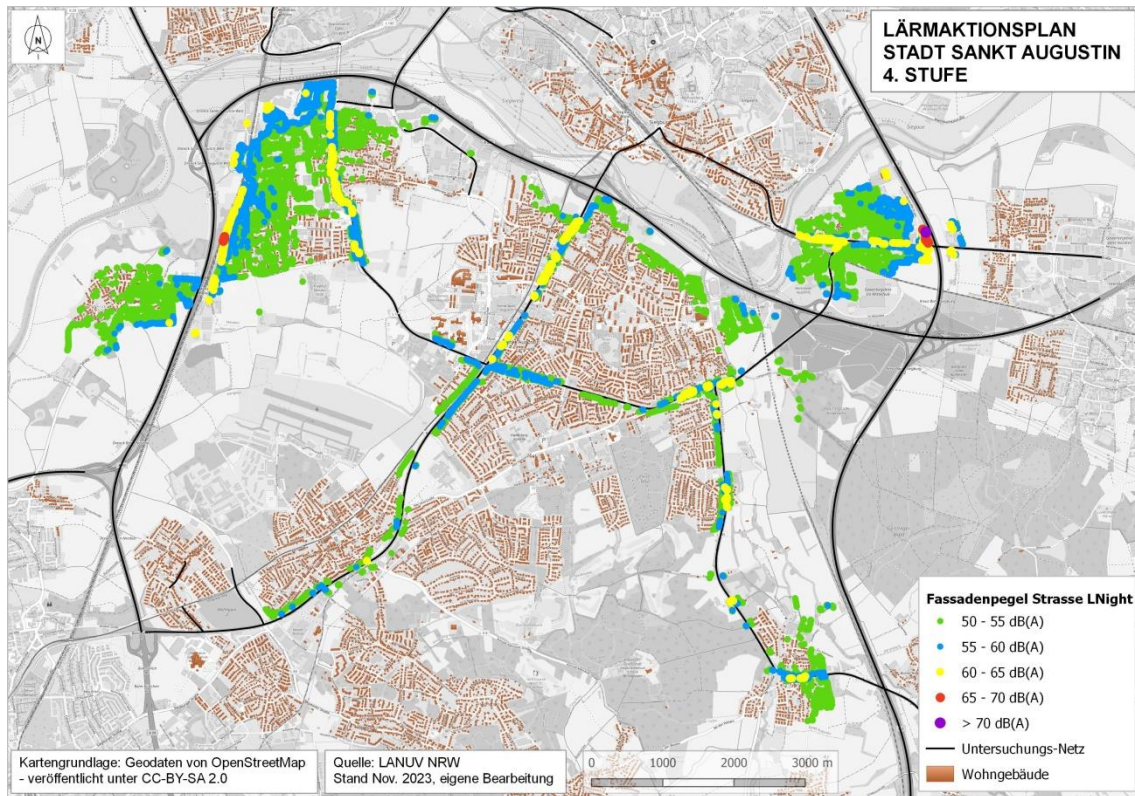 N
LÄRMAKTIONSPLAN
STADT SANKT AUGUSTIN
4. STUFE
Fassadenpegel Strasse LNight
50 - 55 dB(A)
55 - 60 dB(A)
60 - 65 dB(A)
65 - 70 dB(A)
> 70 dB(A)
Untersuchungs-Netz
Wohngebäude
Kartengrundlage: Geodaten von OpenStreetMap
- veröffentlicht unter CC-BY-SA 2.0
Quelle: LANUV NRW
Stand Nov. 2023, eigene Bearbeitung
0 1000 2000 3000 m